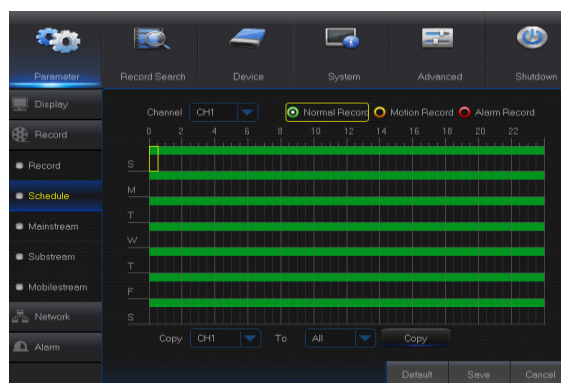 Parameter Record Search Device System Advanced Shutdown
Display
Record
Record
Schedule
Mainstream
Substream
Mobilestream
Network
Alarm
Channel CH1 Normal Record Motion Record Alarm Record
0 2 4 6 8 10 12 14 16 18 20 22
S
M
T
W
T
F
S
Copy CH1 To All Copy
Default Save Cancel